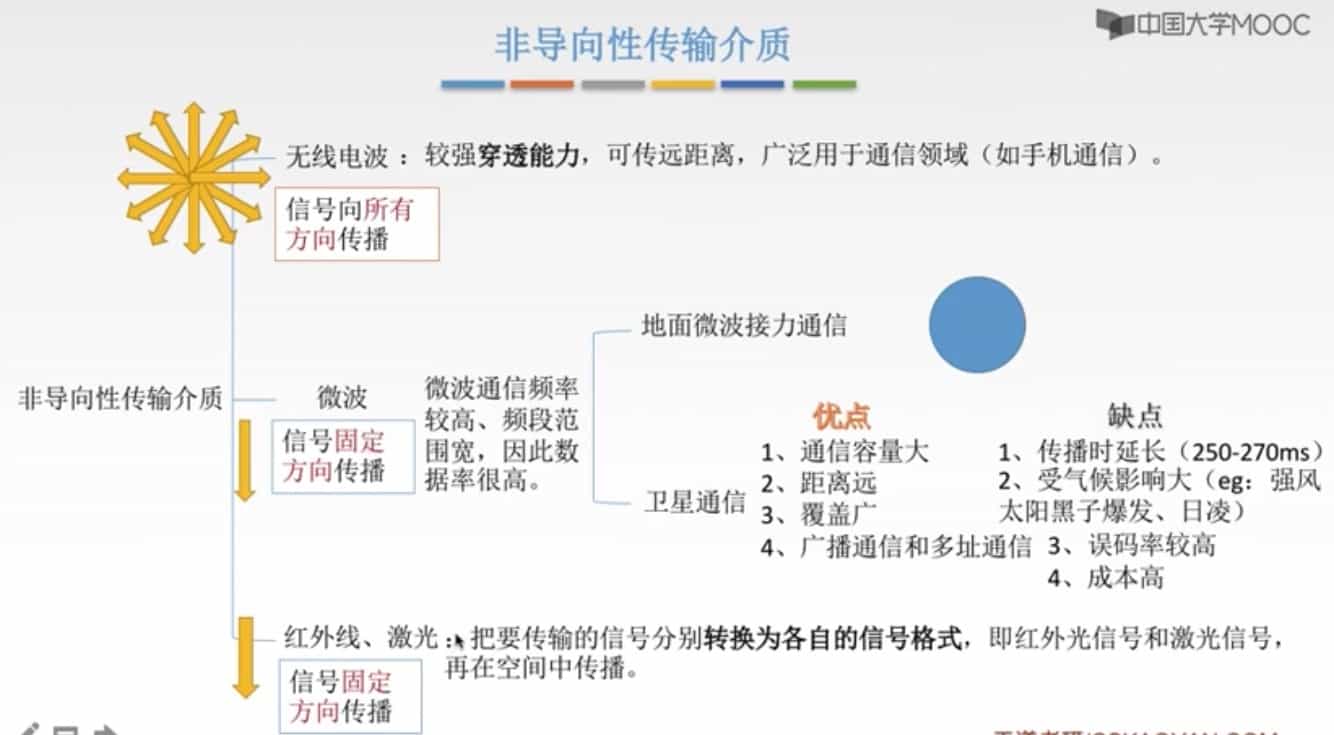 中国大学MOOC
非导向性传输介质
无线电波 ：较强穿透能力，可传远距离，广泛用于通信领域（如手机通信）。
信号向所有
方向传播
地面微波接力通信
非导向性传输介质
微波
信号固定
方向传播
微波通信频率
较高、频段范
围宽，因此数
据率很高。
卫星通信
优点
1、通信容量大
2、距离远
3、覆盖广
4、广播通信和多址通信
缺点
1、传播时延长（250-270ms）
2、受气候影响大（eg：强风
太阳黑子爆发、日凌）
3、误码率较高
4、成本高
红外线、激光：把要传输的信号分别转换为各自的信号格式，即红外光信号和激光信号，
再在空间中传播。
信号固定
方向传播